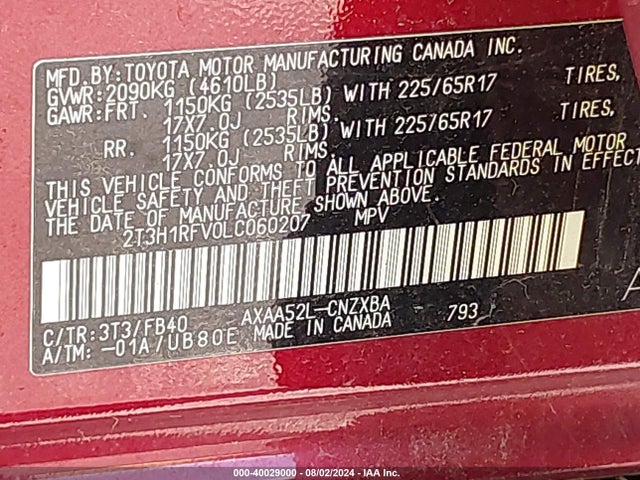 MFD.BY:TOYOTA MOTOR MANUFACTURING CANADA INC.
GVWR:2090KG (4610LB)
GAWR:FRT. 1150KG (2535LB) WITH 225/65R17 TIRES,
17X7.0J RIMS.
RR. 1150KG (2535LB) WITH 225/65R17 TIRES,
17X7.0J RIMS.
THIS VEHICLE CONFORMS TO ALL APPLICABLE FEDERAL MOTOR
VEHICLE SAFETY AND THEFT PREVENTION STANDARDS IN EFFECT
THE DATE OF MANUFACTURE SHOWN ABOVE.
2T3H1RFV0LC060207 MPV
C/TR:3T3/FB40 AXAA52L-CNZXBA 793
A/TM: -01A/UB80E MADE IN CANADA
000-40029000 - 08/02/2024 - IAA Inc.